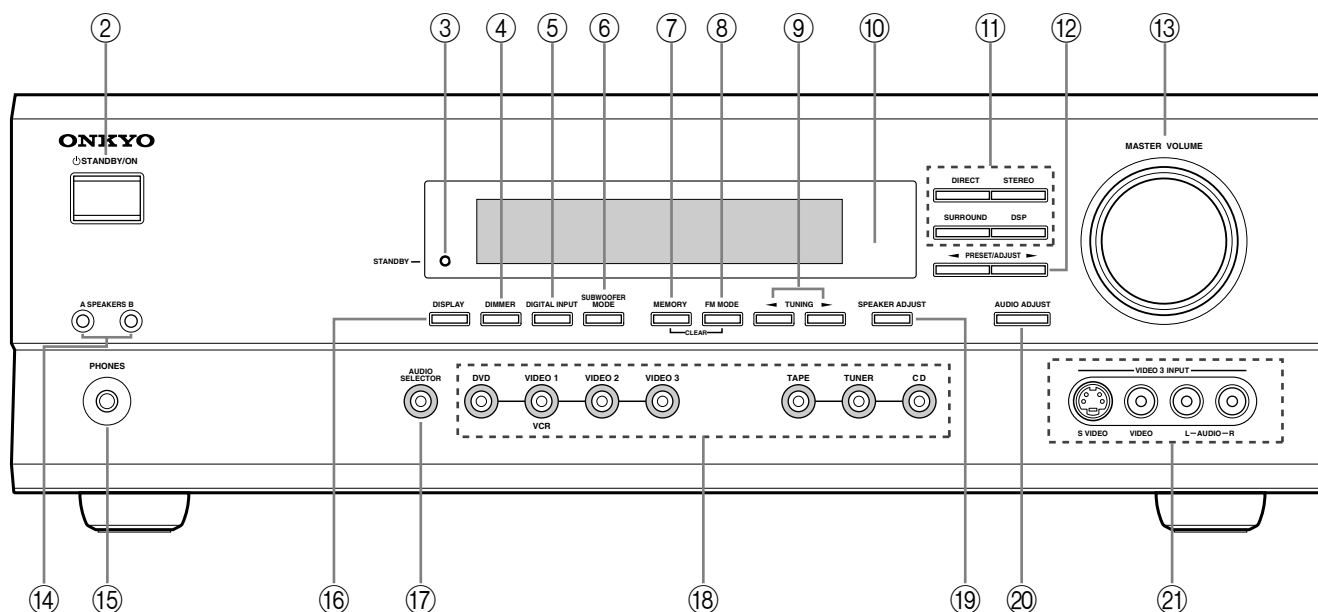 ② ③ ④ ⑤ ⑥ ⑦ ⑧ ⑨ ⑩ ⑪ ⑫ ⑬
ONKYO
STANDBY/ON
MASTER VOLUME
DIRECT STEREO
SURROUND DSP
PRESET/ADJUST
STANDBY
DISPLAY DIMMER DIGITAL INPUT SUBWOOFER MODE MEMORY FM MODE TUNING SPEAKER ADJUST AUDIO ADJUST
CLEAR
A SPEAKERS B
PHONES
AUDIO SELECTOR
DVD VIDEO 1 VIDEO 2 VIDEO 3 TAPE TUNER CD
VCR
VIDEO 3 INPUT
S VIDEO VIDEO L AUDIO R
⑭ ⑮ ⑯ ⑰ ⑱ ⑲ ⑳ ㉑